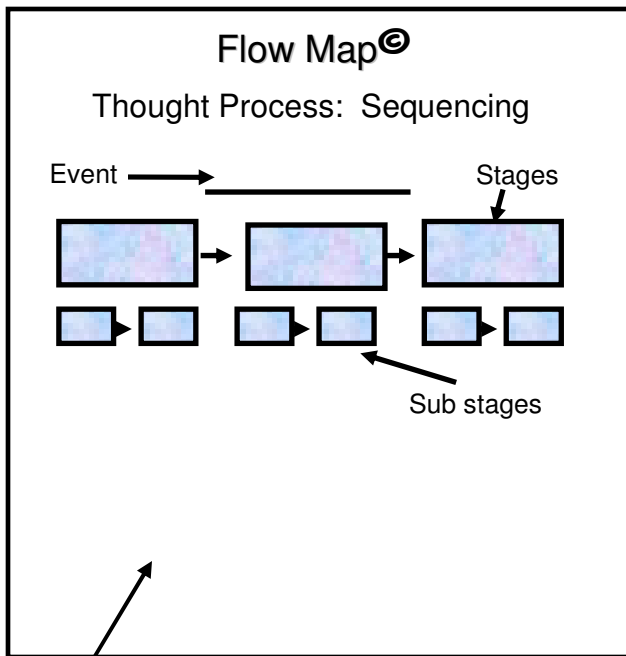 Flow Map©
Thought Process: Sequencing
Event
Stages
Sub stages